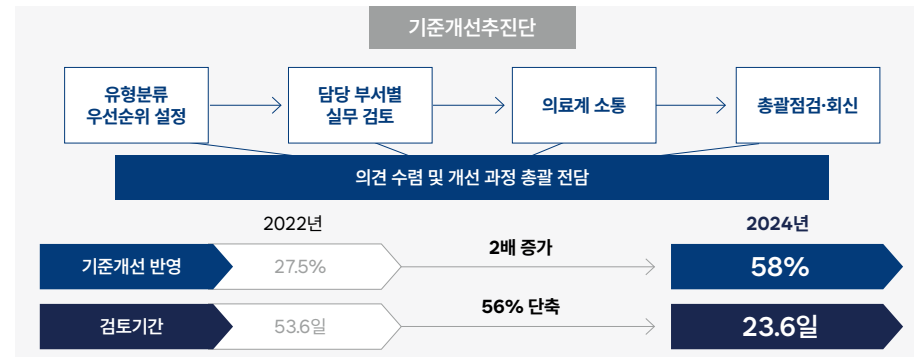 기준개선추진단
유형분류
우선순위 설정
담당 부서별
실무 검토
의료계 소통
총괄점검·회신
의견 수렴 및 개선 과정 총괄 전담
2022년
2024년
기준개선 반영
27.5%
2배 증가
58%
검토기간
53.6일
56% 단축
23.6일